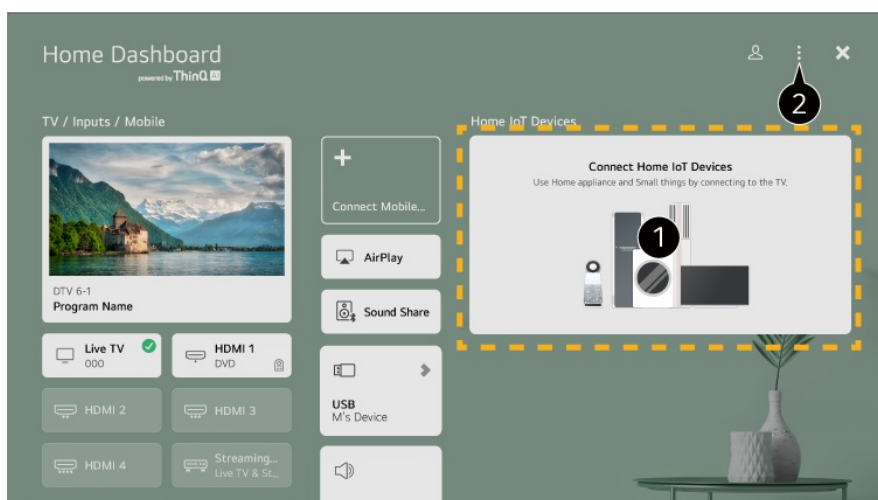 Home Dashboard
powered by ThinQ AI
2
TV / Inputs / Mobile
Home IoT Devices
DTV 6-1
Program Name
Live TV
000
HDMI 1
DVD
HDMI 2
HDMI 3
HDMI 4
Streaming...
Live TV & St...
Connect Mobile...
AirPlay
Sound Share
USB
M's Device
Connect Home IoT Devices
Use Home appliance and Small things by connecting to the TV.
1